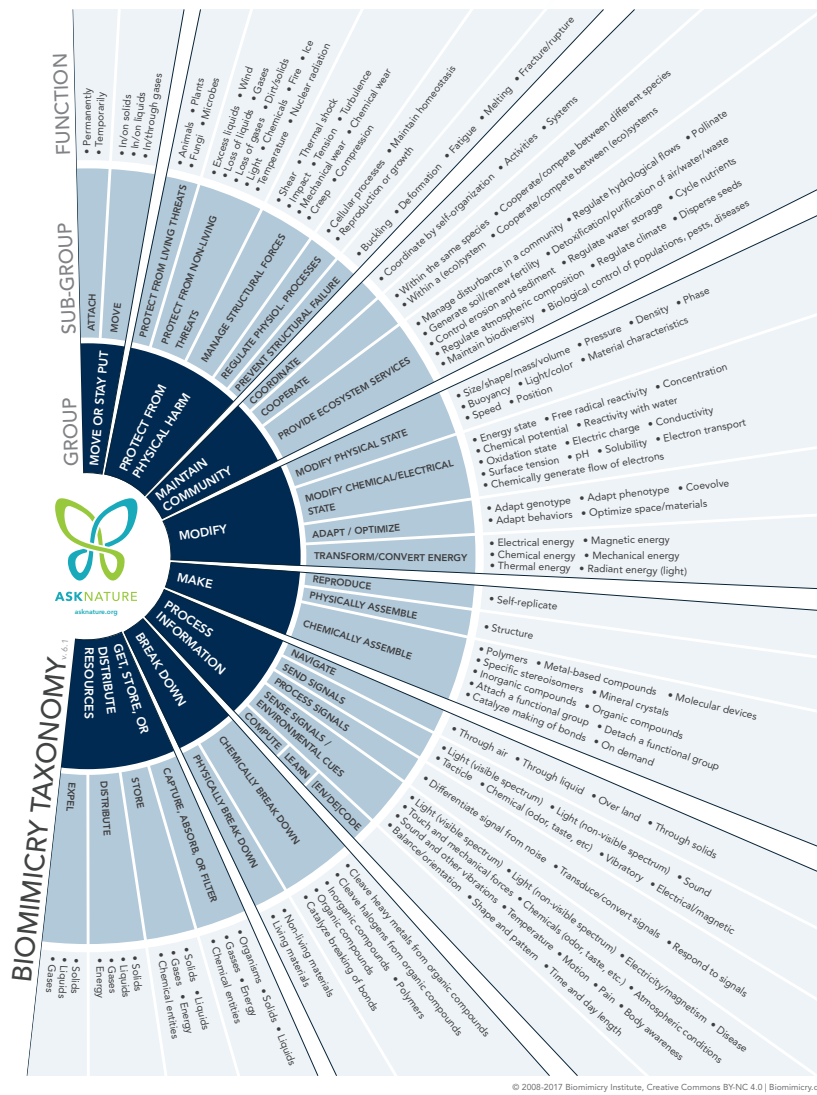 FUNCTION
SUB-GROUP
GROUP
MOVE OR STAY PUT
ATTACH
• Permanently
• Temporarily
MOVE
• In/on solids
• In/on liquids
• In/through gases
PROTECT FROM
PHYSICAL HARM
PROTECT FROM LIVING THREATS
• Animals • Plants
• Fungi • Microbes
PROTECT FROM NON-LIVING
THREATS
• Excess liquids • Wind
• Loss of liquids • Gases
• Loss of gases • Dirt/solids
• Light • Chemicals • Fire • Ice
• Temperature • Nuclear radiation
MANAGE STRUCTURAL FORCES
• Shear • Thermal shock
• Impact • Tension • Turbulence
• Mechanical wear • Chemical wear
• Creep • Compression
REGULATE PHYSIOL. PROCESSES
• Cellular processes • Maintain homeostasis
• Reproduction or growth
PREVENT STRUCTURAL FAILURE
• Buckling • Deformation • Fatigue • Melting • Fracture/rupture
MAINTAIN
COMMUNITY
COORDINATE
• Coordinate by self-organization • Activities • Systems
COOPERATE
• Within the same species • Cooperate/compete between different species
• Within a (eco)system • Cooperate/compete between (eco)systems
PROVIDE ECOSYSTEM SERVICES
• Manage disturbance in a community • Regulate hydrological flows • Pollinate
• Generate soil/renew fertility • Detoxification/purification of air/water/waste
• Control erosion and sediment • Regulate water storage • Cycle nutrients
• Regulate atmospheric composition • Regulate climate • Disperse seeds
• Maintain biodiversity • Biological control of populations, pests, diseases
MODIFY
MODIFY PHYSICAL STATE
• Size/shape/mass/volume • Pressure • Density • Phase
• Buoyancy • Light/color • Material characteristics
• Speed • Position
MODIFY CHEMICAL/ELECTRICAL
STATE
• Energy state • Free radical reactivity • Concentration
• Chemical potential • Reactivity with water
• Oxidation state • Electric charge • Conductivity
• Surface tension • pH • Solubility • Electron transport
• Chemically generate flow of electrons
ADAPT / OPTIMIZE
• Adapt genotype • Adapt phenotype • Coevolve
• Adapt behaviors • Optimize space/materials
TRANSFORM/CONVERT ENERGY
• Electrical energy • Magnetic energy
• Chemical energy • Mechanical energy
• Thermal energy • Radiant energy (light)
MAKE
REPRODUCE
• Self-replicate
PHYSICALLY ASSEMBLE
• Structure
CHEMICALLY ASSEMBLE
• Polymers • Metal-based compounds • Molecular devices
• Specific stereoisomers • Mineral crystals
• Inorganic compounds • Organic compounds
• Attach a functional group • Detach a functional group
• Catalyze making of bonds • On demand
PROCESS
INFORMATION
NAVIGATE
• Through air • Through liquid • Over land • Through solids
SEND SIGNALS
• Light (visible spectrum) • Light (non-visible spectrum) • Sound
• Tacticle • Chemical (odor, taste, etc) • Vibratory • Electrical/magnetic
PROCESS SIGNALS
• Differentiate signal from noise • Transduce/convert signals • Respond to signals
SENSE SIGNALS /
ENVIRONMENTAL CUES
• Light (visible spectrum) • Light (non-visible spectrum) • Electricity/magnetism • Disease
• Touch and mechanical forces • Chemicals (odor, taste, etc.) • Atmospheric conditions
• Sound and other vibrations • Temperature • Motion • Pain • Body awareness
• Balance/orientation • Shape and pattern • Time and day length
COMPUTE
LEARN
(EN/DE)CODE
BREAK DOWN
CHEMICALLY BREAK DOWN
• Cleave heavy metals from organic compounds
• Cleave halogens from organic compounds
• Inorganic compounds • Polymers
• Organic compounds
• Catalyze breaking of bonds
PHYSICALLY BREAK DOWN
• Non-living materials
• Living materials
GET, STORE, OR
DISTRIBUTE
RESOURCES
CAPTURE, ABSORB, OR FILTER
• Organisms • Solids • Liquids
• Gasses • Energy
• Chemical entities
STORE
• Solids • Liquids
• Gases • Energy
• Chemical entities
DISTRIBUTE
• Solids
• Liquids
• Gases
• Energy
EXPEL
• Solids
• Liquids
• Gases
ASKNATURE
asknature.org
BIOMIMICRY TAXONOMY
v. 6.1
© 2008-2017 Biomimicry Institute, Creative Commons BY-NC 4.0 | Biomimicry.o